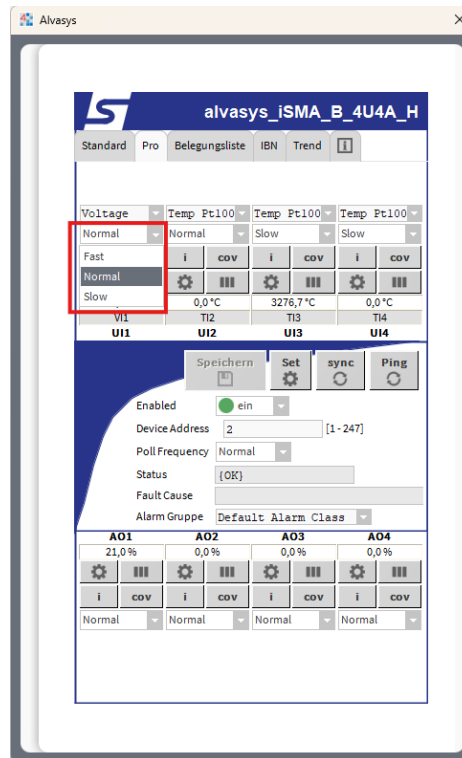 Alvasys
alvasys_iSMA_B_4U4A_H
Standard Pro Belegungsliste IBN Trend i
Voltage Temp Pt100 Temp Pt100 Temp Pt100
Normal Normal Slow Slow
Fast i cov i cov i cov
Normal
Slow 0,0 °C 3276,7 °C 0,0 °C
VI1 TI2 TI3 TI4
UI1 UI2 UI3 UI4
Speichern Set sync Ping
Enabled ein
Device Address 2 [1 - 247]
Poll Frequency Normal
Status {OK}
Fault Cause
Alarm Gruppe Default Alarm Class
AO1 AO2 AO3 AO4
21,0 % 0,0 % 0,0 % 0,0 %
i cov i cov i cov i cov
Normal Normal Normal Normal